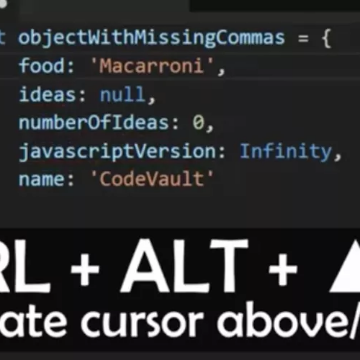 t objectWithMissingCommas = {
food: 'Macarroni',
ideas: null,
numberOfIdeas: 0,
javascriptVersion: Infinity,
name: 'CodeVault'
RL + ALT + ▲
ate cursor above/